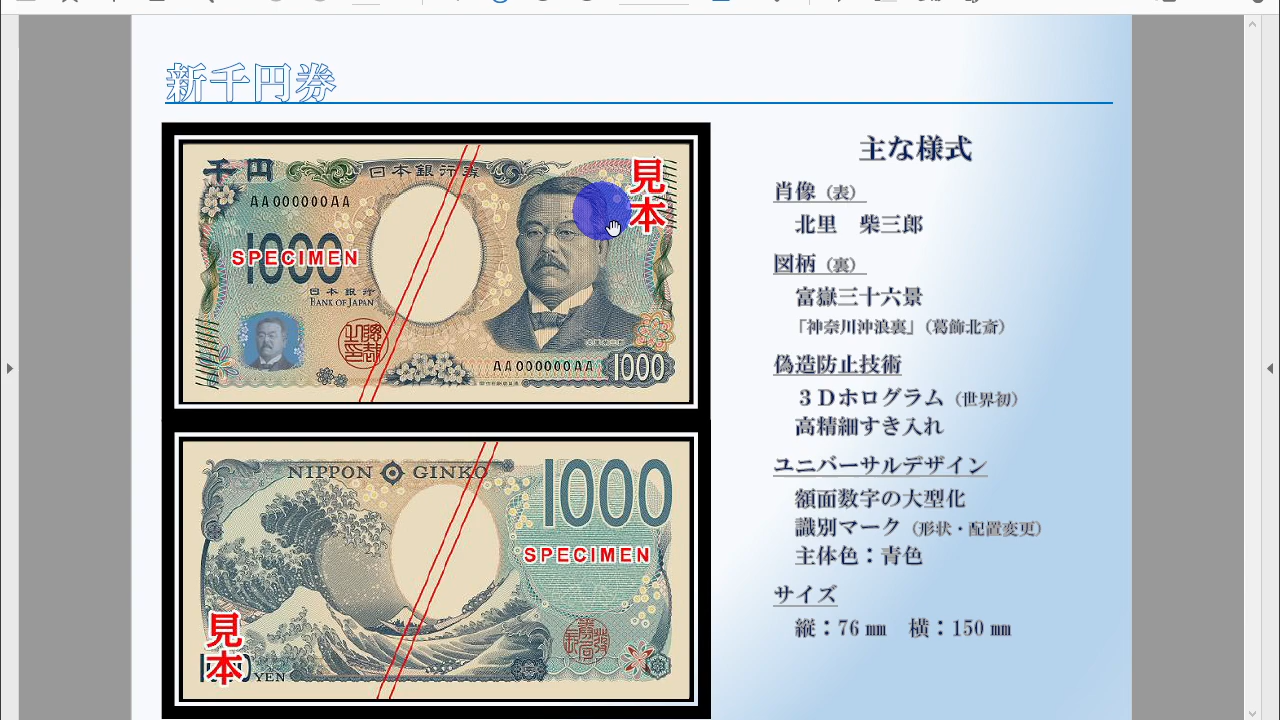 新千円券
千円
日本銀行券
見本
AA000000AA
1000
SPECIMEN
日本銀行
BANK OF JAPAN
AA000000AA
1000
NIPPON GINKO
1000
SPECIMEN
見本
YEN
主な様式
肖像（表）
北里　柴三郎
図柄（裏）
富嶽三十六景
「神奈川沖浪裏」（葛飾北斎）
偽造防止技術
３Ｄホログラム（世界初）
高精細すき入れ
ユニバーサルデザイン
額面数字の大型化
識別マーク（形状・配置変更）
主体色：青色
サイズ
縦：76 ㎜　横：150 ㎜